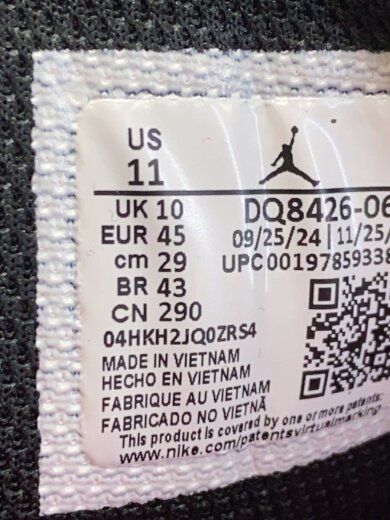 US
11
UK 10
EUR 45
cm 29
BR 43
CN 290
DQ8426-06
09/25/24 | 11/25/
UPC00197859338
04HKH2JQ0ZRS4
MADE IN VIETNAM
HECHO EN VIETNAM
FABRIQUE AU VIETNAM
FABRICADO NO VIETNÃ
This product is covered by one or more patents:
www.nike.com/patentsvirtualmarking